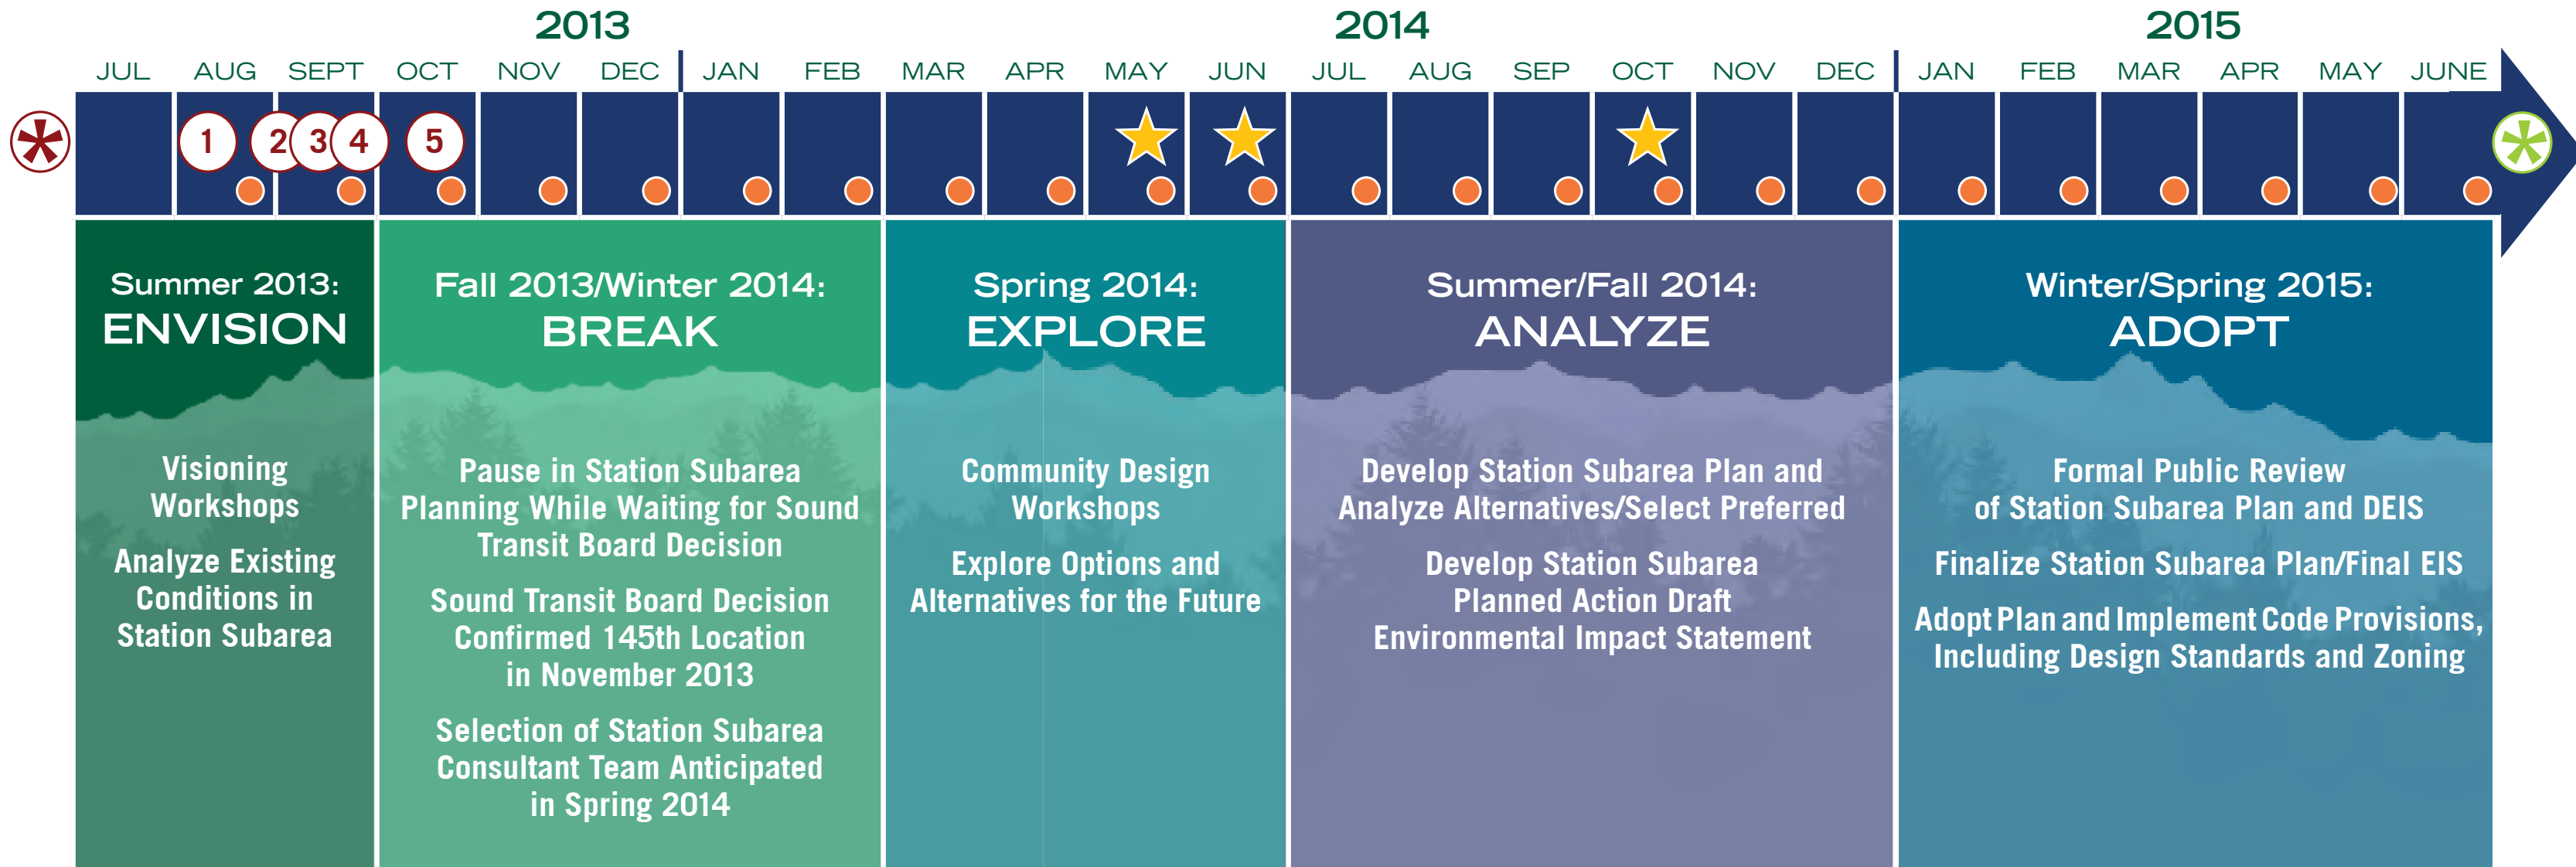 2013
2014
2015
JUL AUG SEPT OCT NOV DEC JAN FEB MAR APR MAY JUN JUL AUG SEP OCT NOV DEC JAN FEB MAR APR MAY JUNE
* 1 2 3 4 5 *
Summer 2013:
ENVISION
Visioning
Workshops
Analyze Existing
Conditions in
Station Subarea
Fall 2013/Winter 2014:
BREAK
Pause in Station Subarea
Planning While Waiting for Sound
Transit Board Decision
Sound Transit Board Decision
Confirmed 145th Location
in November 2013
Selection of Station Subarea
Consultant Team Anticipated
in Spring 2014
Spring 2014:
EXPLORE
Community Design
Workshops
Explore Options and
Alternatives for the Future
Summer/Fall 2014:
ANALYZE
Develop Station Subarea Plan and
Analyze Alternatives/Select Preferred
Develop Station Subarea
Planned Action Draft
Environmental Impact Statement
Winter/Spring 2015:
ADOPT
Formal Public Review
of Station Subarea Plan and DEIS
Finalize Station Subarea Plan/Final EIS
Adopt Plan and Implement Code Provisions,
Including Design Standards and Zoning